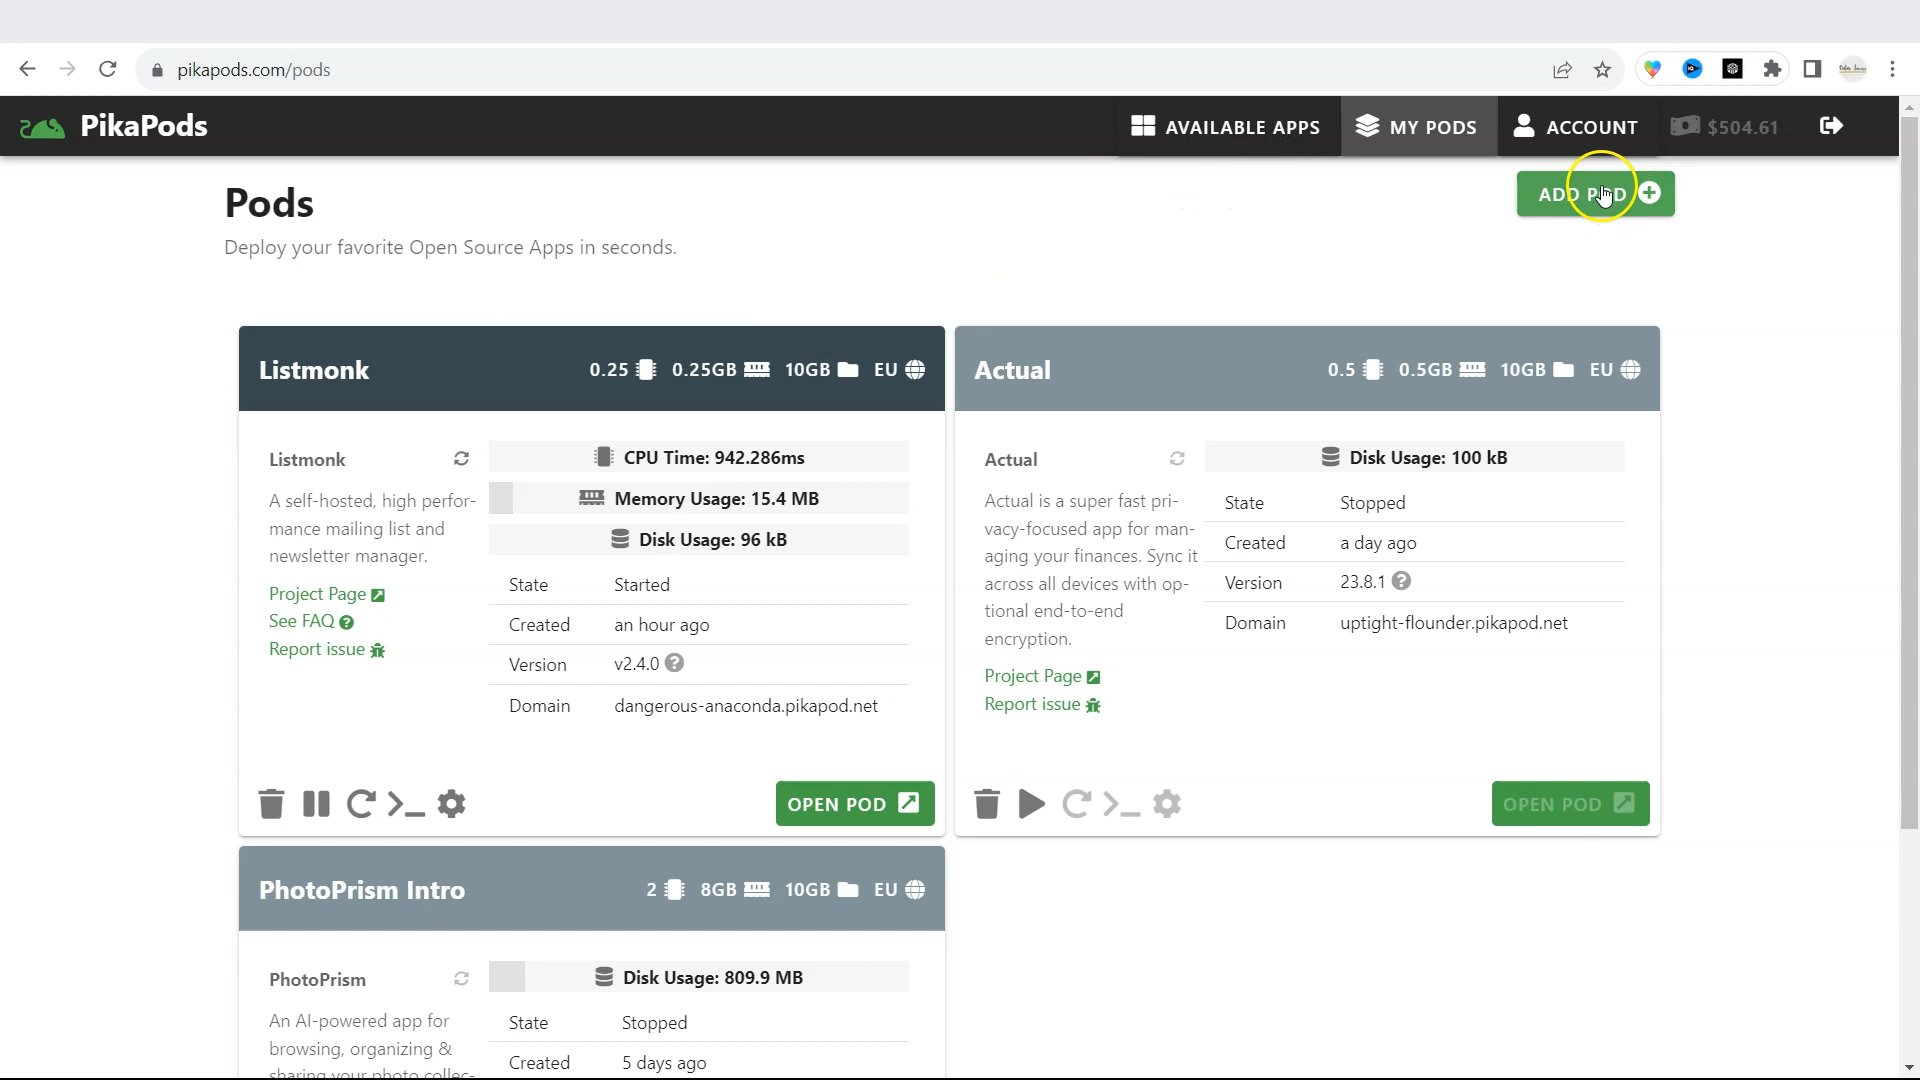 pikapods.com/pods
PikaPods
AVAILABLE APPS
MY PODS
ACCOUNT
$504.61
Pods
ADD POD
Deploy your favorite Open Source Apps in seconds.
Listmonk
0.25 0.25GB 10GB EU
Listmonk
A self-hosted, high perfor-
mance mailing list and
newsletter manager.
Project Page
See FAQ
Report issue
CPU Time: 942.286ms
Memory Usage: 15.4 MB
Disk Usage: 96 kB
State Started
Created an hour ago
Version v2.4.0
Domain dangerous-anaconda.pikapod.net
OPEN POD
Actual
0.5 0.5GB 10GB EU
Actual
Actual is a super fast pri-
vacy-focused app for man-
aging your finances. Sync it
across all devices with op-
tional end-to-end
encryption.
Project Page
Report issue
Disk Usage: 100 kB
State Stopped
Created a day ago
Version 23.8.1
Domain uptight-flounder.pikapod.net
OPEN POD
PhotoPrism Intro
2 8GB 10GB EU
PhotoPrism
An AI-powered app for
browsing, organizing &
sharing your photo collec-
Disk Usage: 809.9 MB
State Stopped
Created 5 days ago